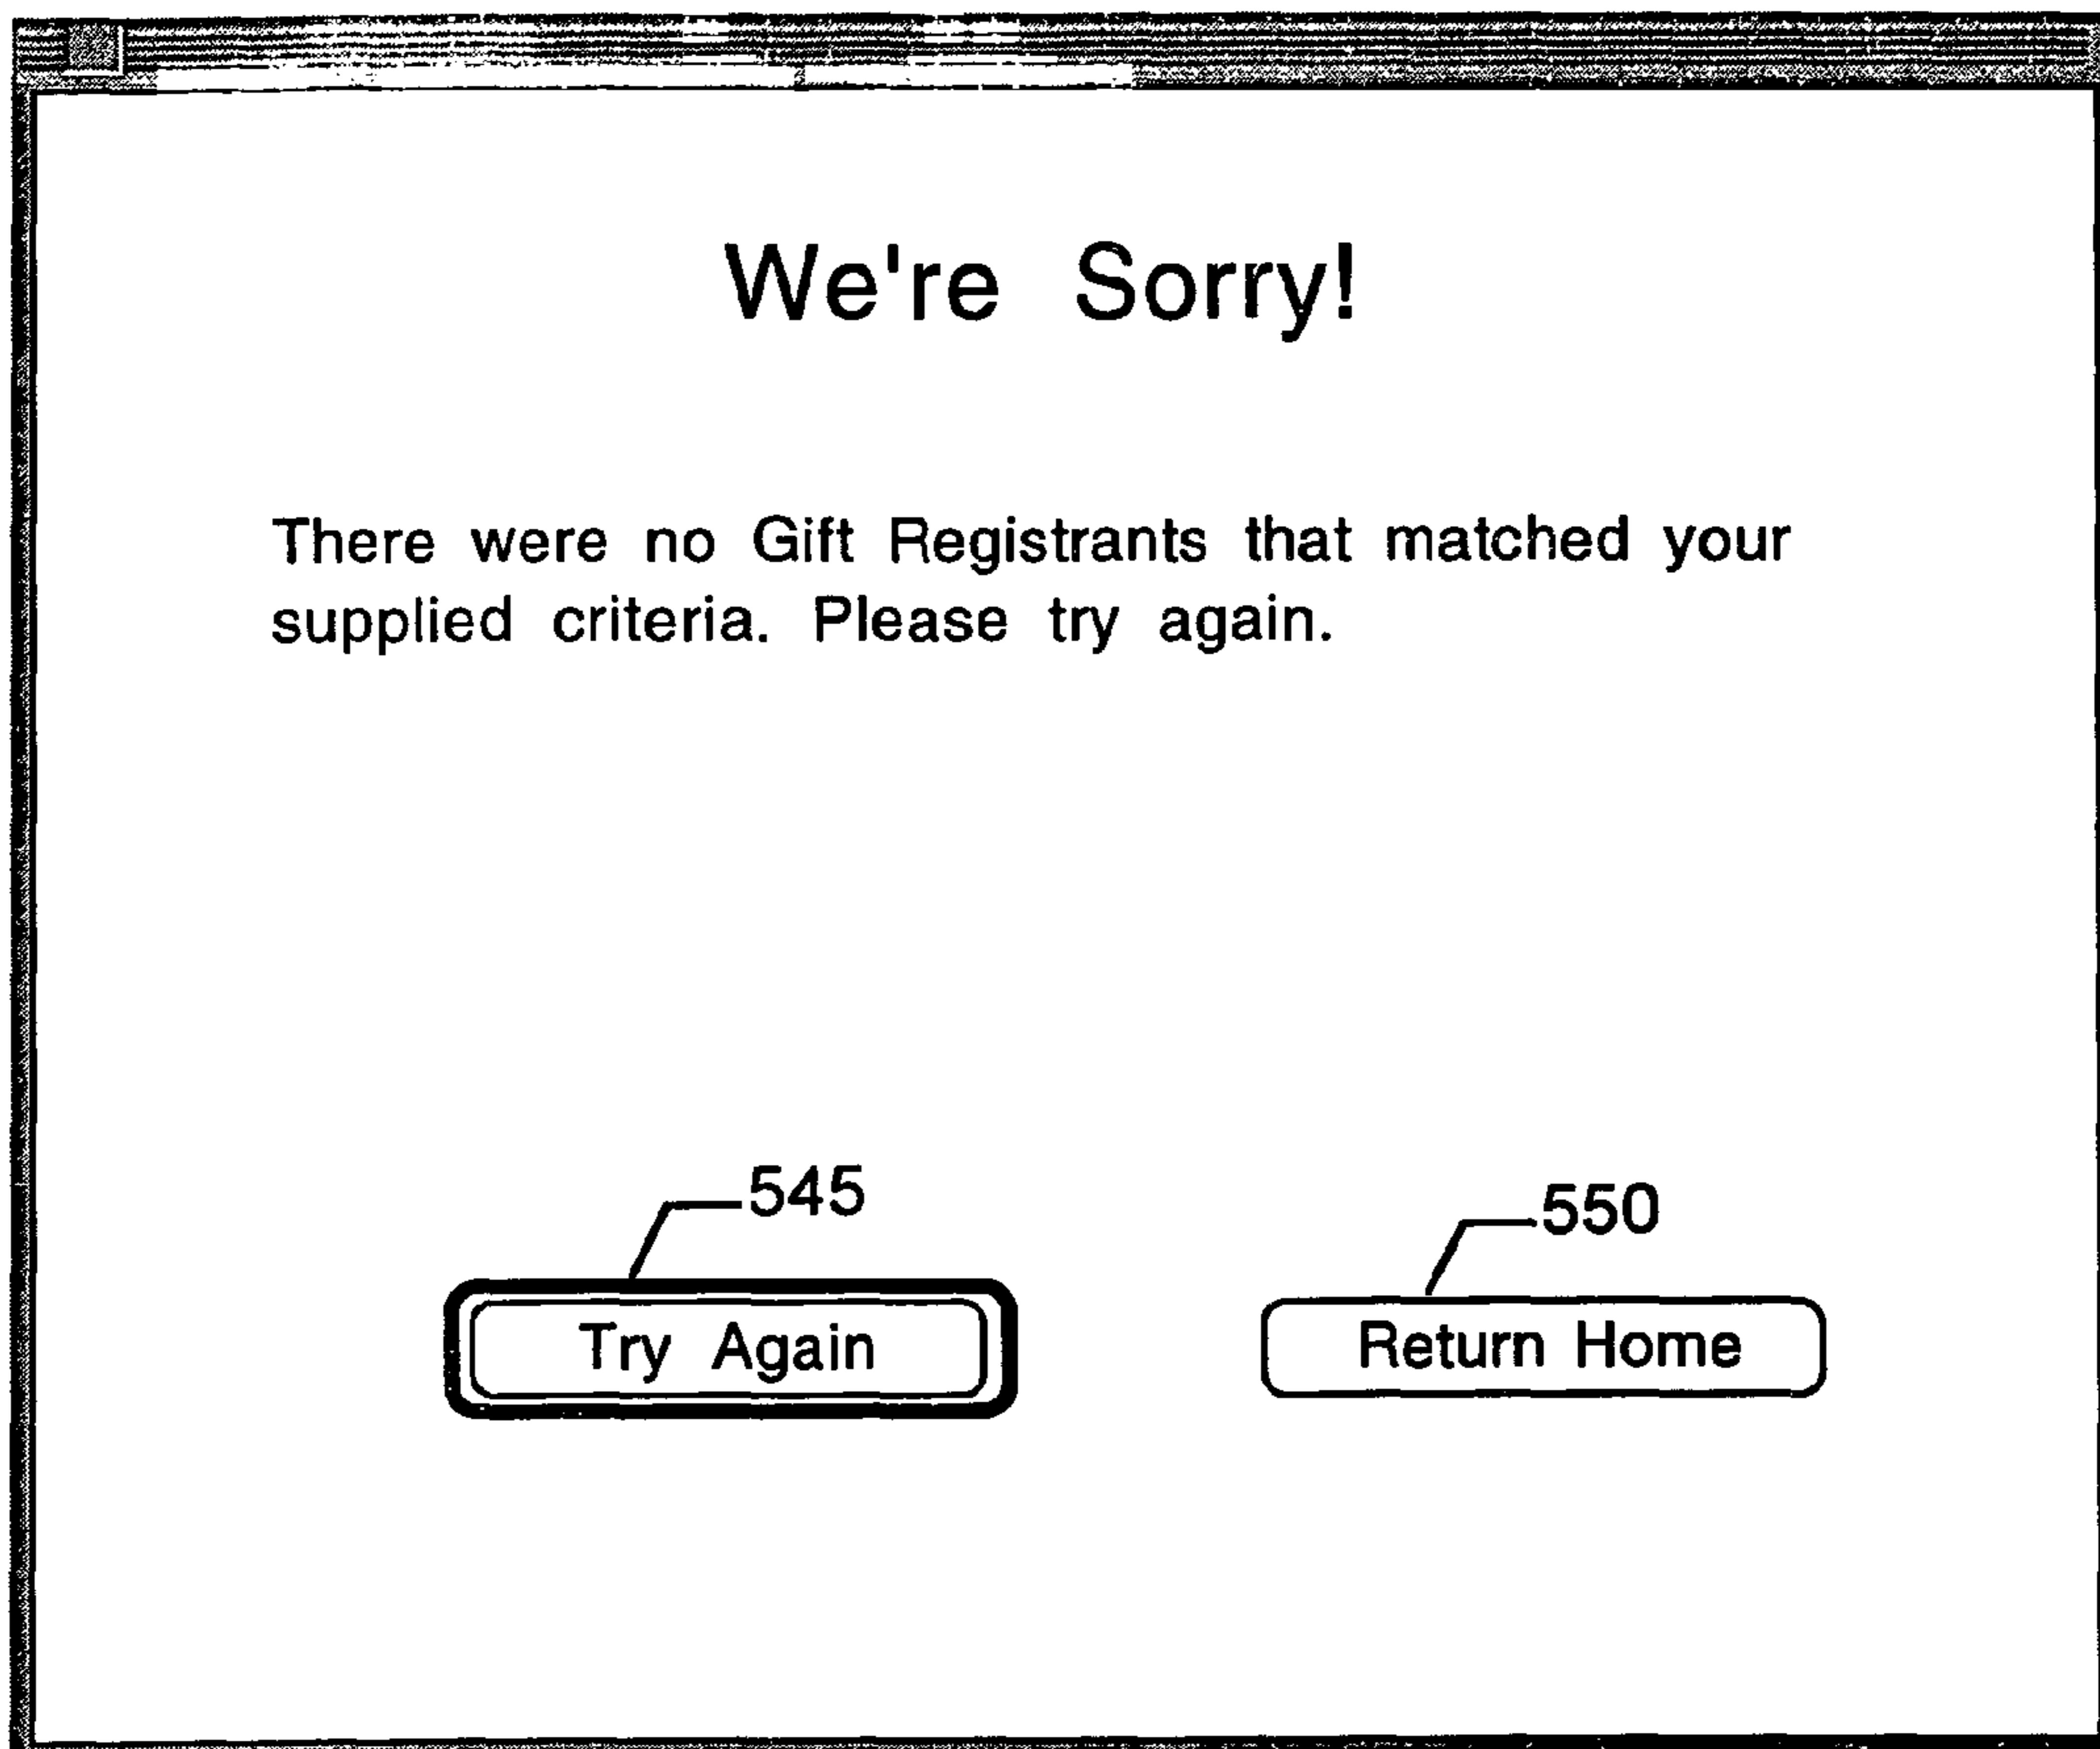 We're Sorry!
There were no Gift Registrants that matched your
supplied criteria. Please try again.
545
550
Try Again
Return Home